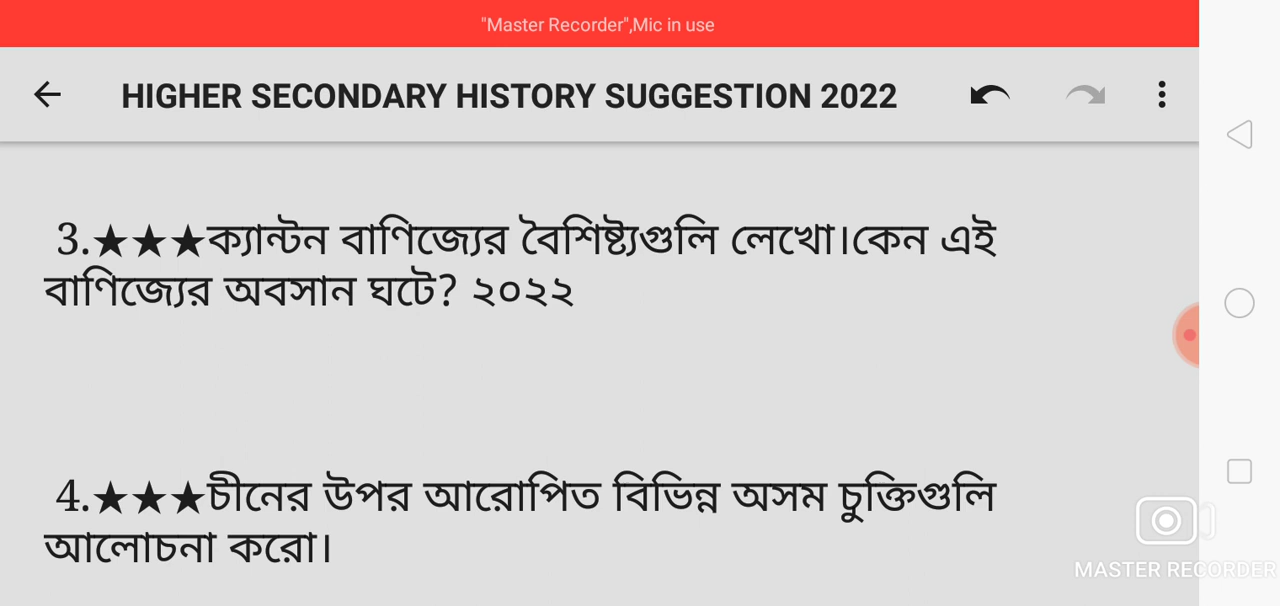 "Master Recorder",Mic in use
HIGHER SECONDARY HISTORY SUGGESTION 2022
3.★★★ক্যান্টন বাণিজ্যের বৈশিষ্ট্যগুলি লেখো।কেন এই
বাণিজ্যের অবসান ঘটে? ২০২২
4.★★★চীনের উপর আরোপিত বিভিন্ন অসম চুক্তিগুলি
আলোচনা করো।
MASTER RECORDER